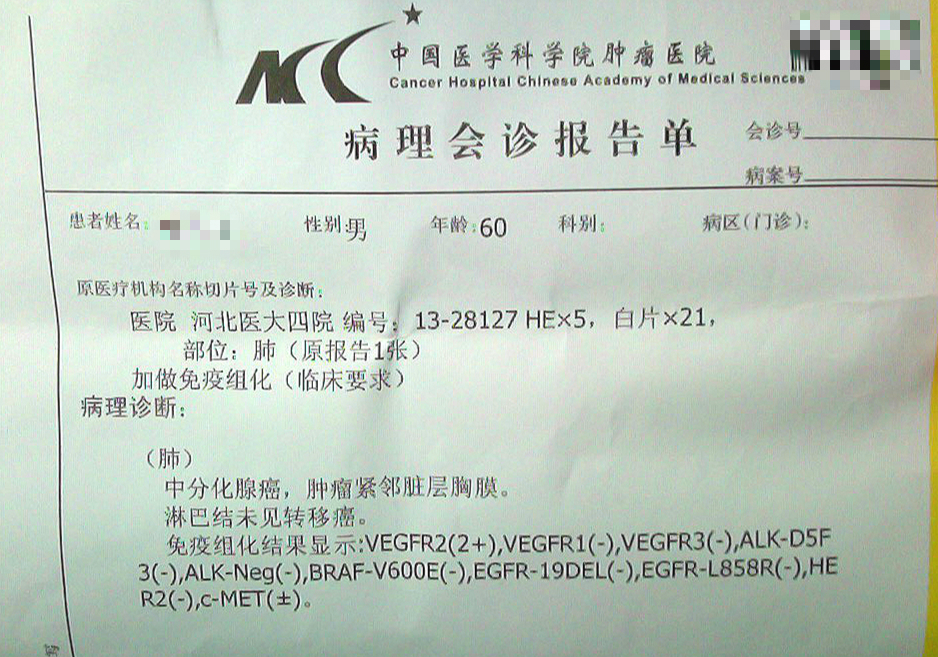 中国医学科学院肿瘤医院
Cancer Hospital Chinese Academy of Medical Sciences
病理会诊报告单
会诊号
病案号
患者姓名: 性别:男 年龄:60 科别: 病区(门诊):
原医疗机构名称切片号及诊断:
医院 河北医大四院 编号: 13-28127 HE×5, 白片×21,
部位: 肺(原报告1张)
加做免疫组化(临床要求)
病理诊断:
(肺)
中分化腺癌, 肿瘤紧邻脏层胸膜。
淋巴结未见转移癌。
免疫组化结果显示:VEGFR2(2+),VEGFR1(-),VEGFR3(-),ALK-D5F
3(-),ALK-Neg(-),BRAF-V600E(-),EGFR-19DEL(-),EGFR-L858R(-),HE
R2(-),c-MET(±)。